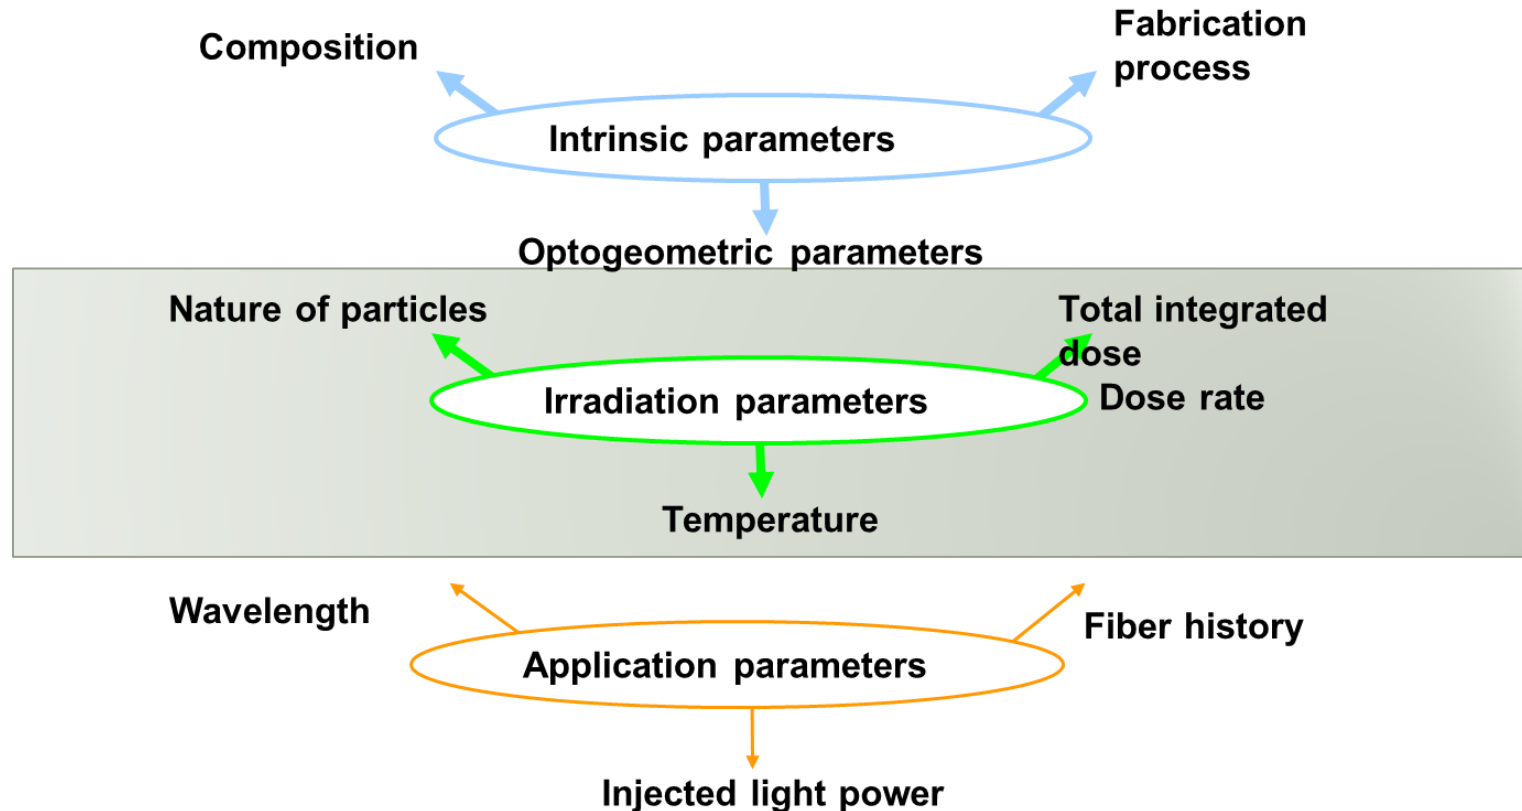 Composition
Fabrication
process
Intrinsic parameters
Optogeometric parameters
Nature of particles
Total integrated
dose
Irradiation parameters
Dose rate
Temperature
Wavelength
Fiber history
Application parameters
Injected light power